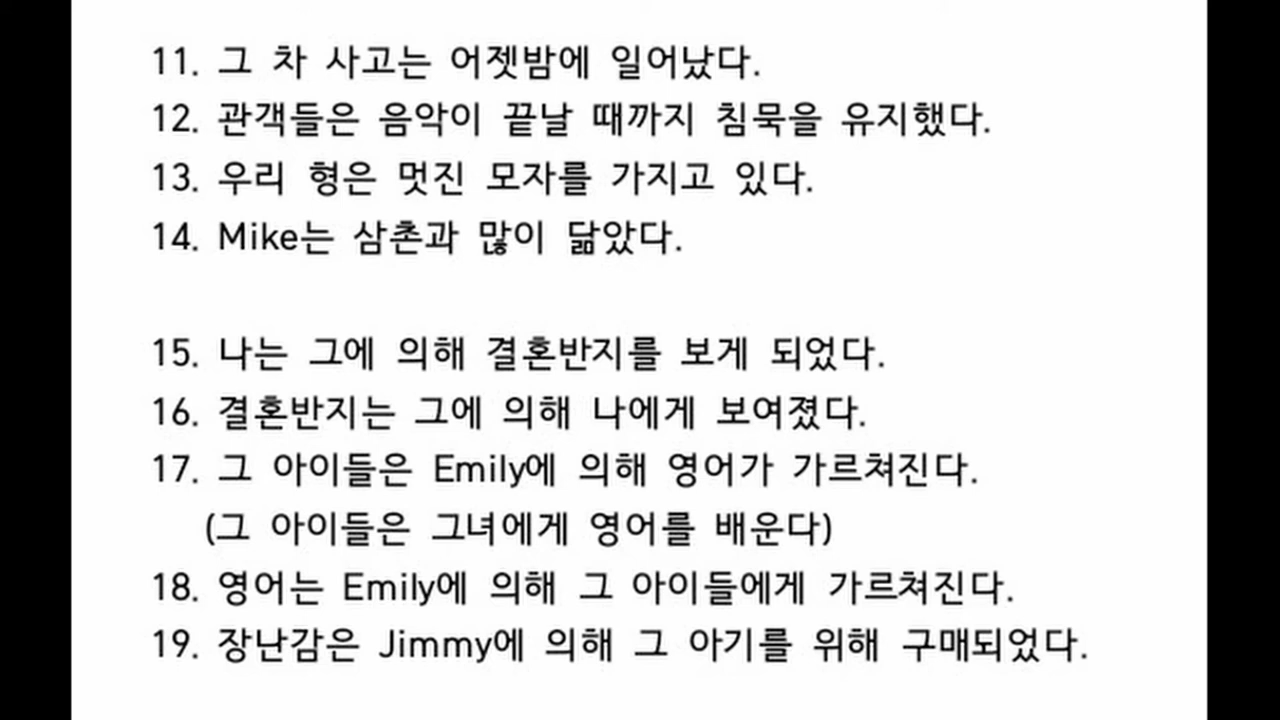 11. 그 차 사고는 어젯밤에 일어났다.
12. 관객들은 음악이 끝날 때까지 침묵을 유지했다.
13. 우리 형은 멋진 모자를 가지고 있다.
14. Mike는 삼촌과 많이 닮았다.
15. 나는 그에 의해 결혼반지를 보게 되었다.
16. 결혼반지는 그에 의해 나에게 보여졌다.
17. 그 아이들은 Emily에 의해 영어가 가르쳐진다.
(그 아이들은 그녀에게 영어를 배운다)
18. 영어는 Emily에 의해 그 아이들에게 가르쳐진다.
19. 장난감은 Jimmy에 의해 그 아기를 위해 구매되었다.